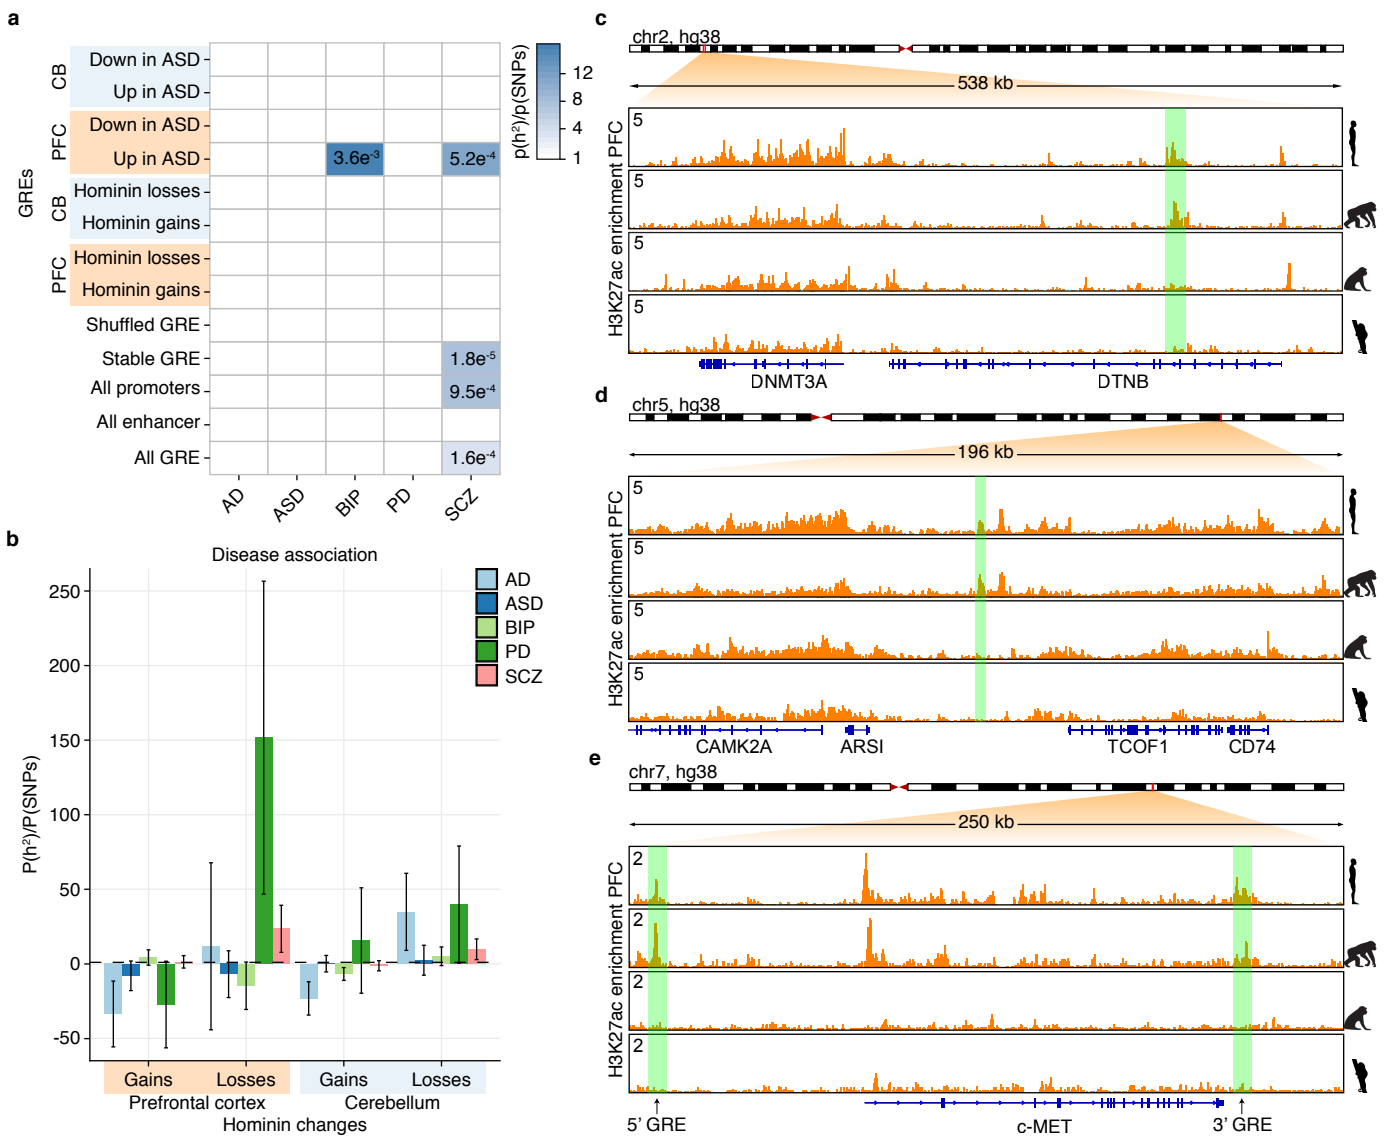 a
GREs
CB
Down in ASD
Up in ASD
PFC
Down in ASD
Up in ASD
3.6e-3
5.2e-4
CB
Hominin losses
Hominin gains
PFC
Hominin losses
Hominin gains
Shuffled GRE
Stable GRE
1.8e-5
All promoters
9.5e-4
All enhancer
All GRE
1.6e-4
AD
ASD
BIP
PD
SCZ
p(h²)/p(SNPs)
12
8
4
1
b
Disease association
AD
ASD
BIP
PD
SCZ
P(h²)/P(SNPs)
250
200
150
100
50
0
-50
Gains
Losses
Gains
Losses
Prefrontal cortex
Cerebellum
Hominin changes
c
chr2, hg38
538 kb
H3K27ac enrichment PFC
5
5
5
5
DNMT3A
DTNB
d
chr5, hg38
196 kb
H3K27ac enrichment PFC
5
5
5
5
CAMK2A
ARSI
TCOF1
CD74
e
chr7, hg38
250 kb
H3K27ac enrichment PFC
2
2
2
2
5’ GRE
c-MET
3’ GRE